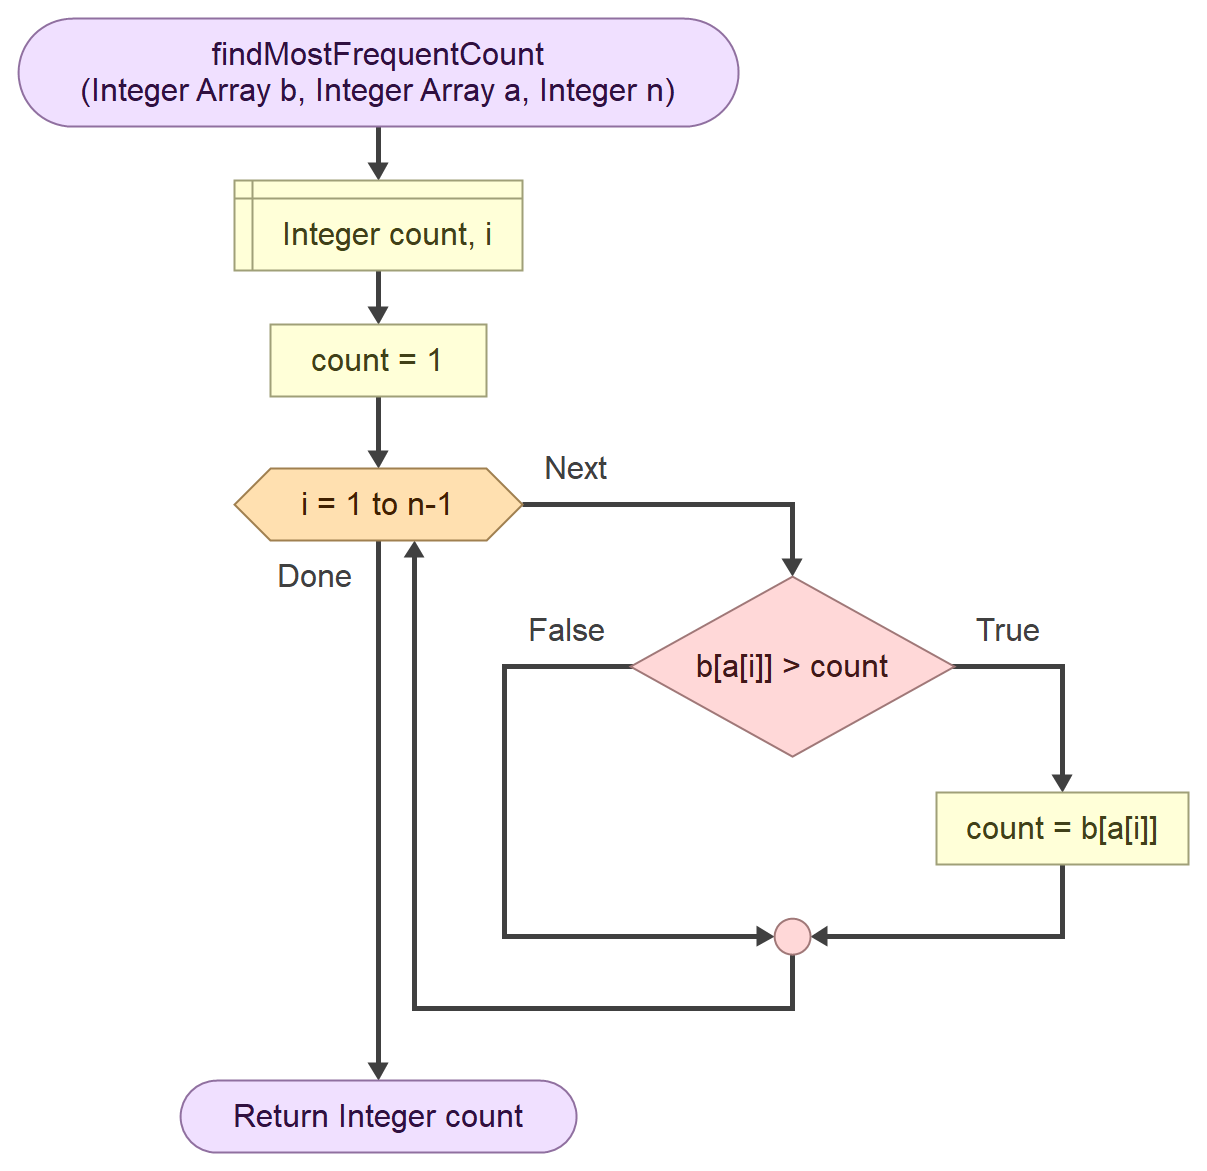 findMostFrequentCount
(Integer Array b, Integer Array a, Integer n)
Integer count, i
count = 1
i = 1 to n-1
Next
Done
False
True
b[a[i]] > count
count = b[a[i]]
Return Integer count